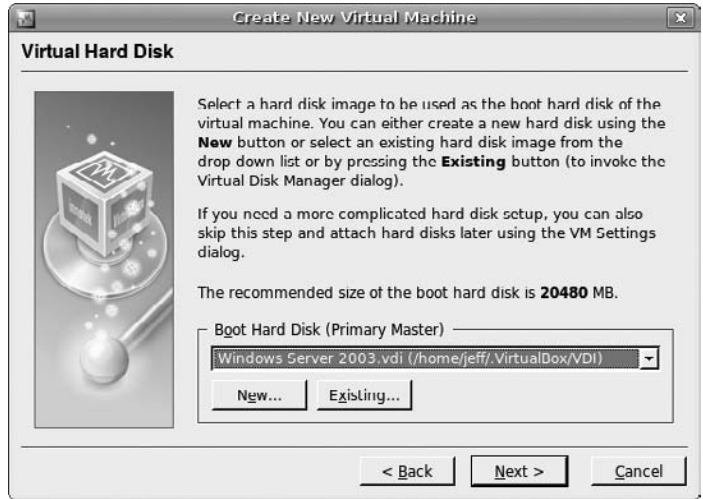 Create New Virtual Machine
Virtual Hard Disk
Select a hard disk image to be used as the boot hard disk of the
virtual machine. You can either create a new hard disk using the
New button or select an existing hard disk image from the
drop down list or by pressing the Existing button (to invoke the
Virtual Disk Manager dialog).
If you need a more complicated hard disk setup, you can also
skip this step and attach hard disks later using the VM Settings
dialog.
The recommended size of the boot hard disk is 20480 MB.
Boot Hard Disk (Primary Master)
Windows Server 2003.vdi (/home/jeff/.VirtualBox/VDI)
New...
Existing...
< Back
Next >
Cancel